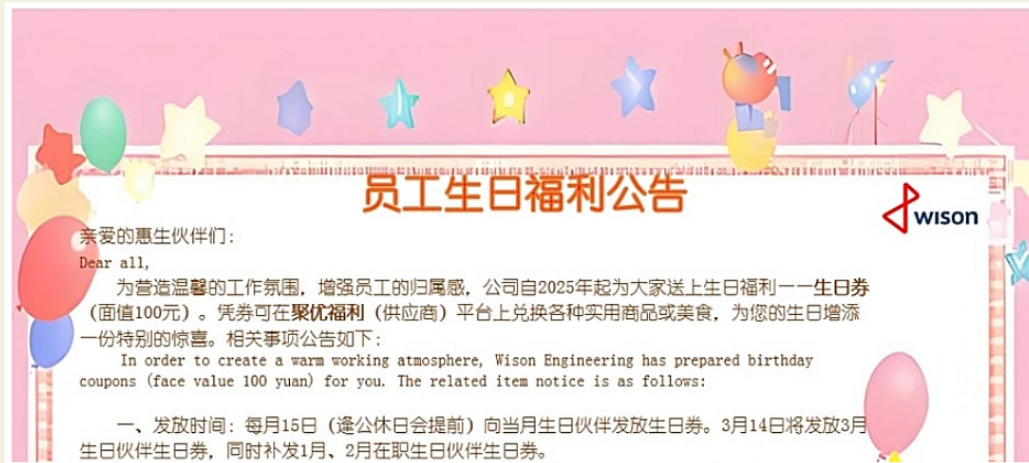 员工生日福利公告
wison
亲爱的惠生伙伴们：
Dear all,
为营造温馨的工作氛围，增强员工的归属感，公司自2025年起为大家送上生日福利——生日券
（面值100元）。凭券可在聚优福利（供应商）平台上兑换各种实用商品或美食，为您的生日增添
一份特别的惊喜。相关事项公告如下：
In order to create a warm working atmosphere, Wison Engineering has prepared birthday
coupons (face value 100 yuan) for you. The related item notice is as follows:
一、发放时间：每月15日（逢公休日会提前）向当月生日伙伴发放生日券。3月14日将发放3月
生日伙伴生日券，同时补发1月、2月在职生日伙伴生日券。